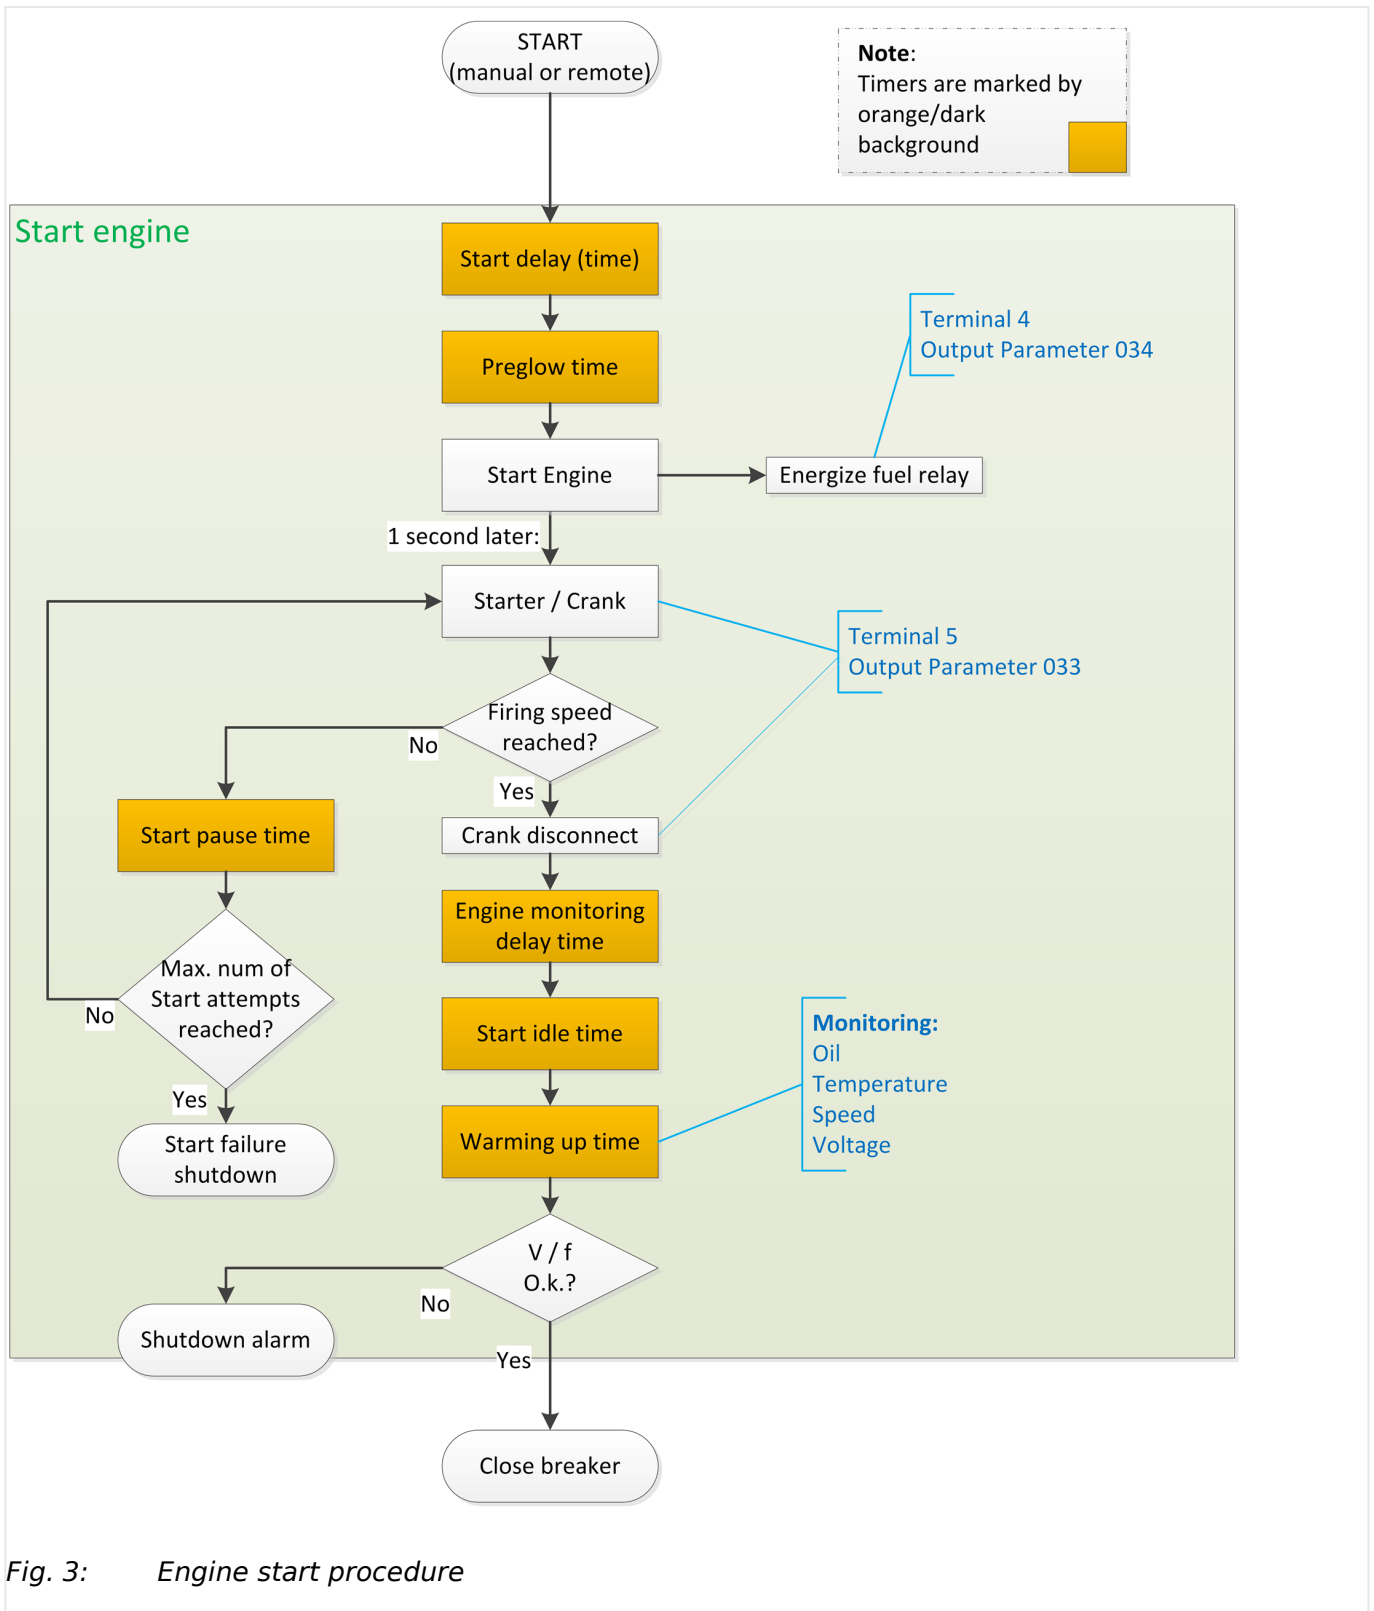 START
(manual or remote)
Note:
Timers are marked by
orange/dark
background
Start engine
Start delay (time)
Preglow time
Terminal 4
Output Parameter 034
Start Engine
Energize fuel relay
1 second later:
Starter / Crank
Terminal 5
Output Parameter 033
Firing speed
reached?
No
Yes
Start pause time
Crank disconnect
Engine monitoring
delay time
Max. num of
Start attempts
reached?
No
Yes
Start failure
shutdown
Start idle time
Monitoring:
Oil
Temperature
Speed
Voltage
Warming up time
V / f
O.k.?
No
Yes
Shutdown alarm
Close breaker
Fig. 3: Engine start procedure